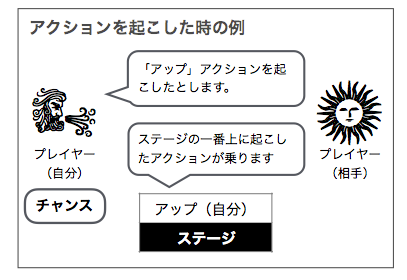 アクションを起こした時の例
「アップ」アクションを起
こしたとします。
ステージの一番上に起こし
たアクションが乗ります
プレイヤー
（自分）
プレイヤー
（相手）
チャンス
アップ（自分）
ステージ